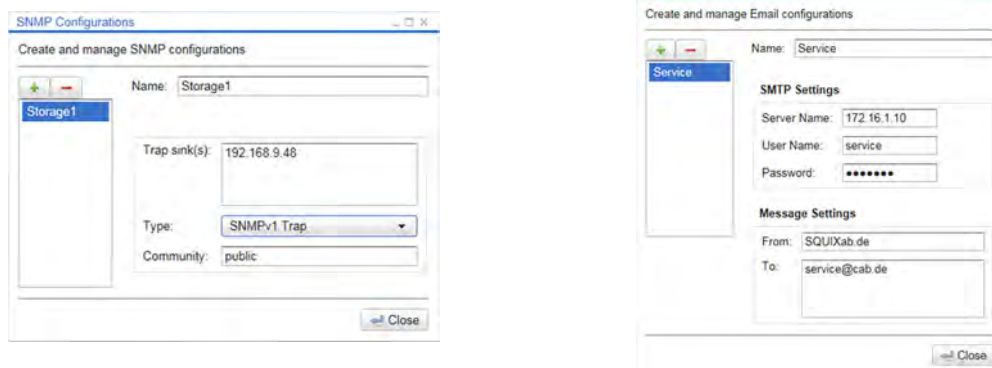 SNMP Configurations
Create and manage SNMP configurations
Name: Storage1
Storage1
Trap sink(s): 192.168.9.48
Type: SNMPv1 Trap
Community: public
Close
Create and manage Email configurations
Name: Service
Service
SMTP Settings
Server Name: 172.16.1.10
User Name: service
Password: •••••••
Message Settings
From: SQUIXab.de
To: service@cab.de
Close